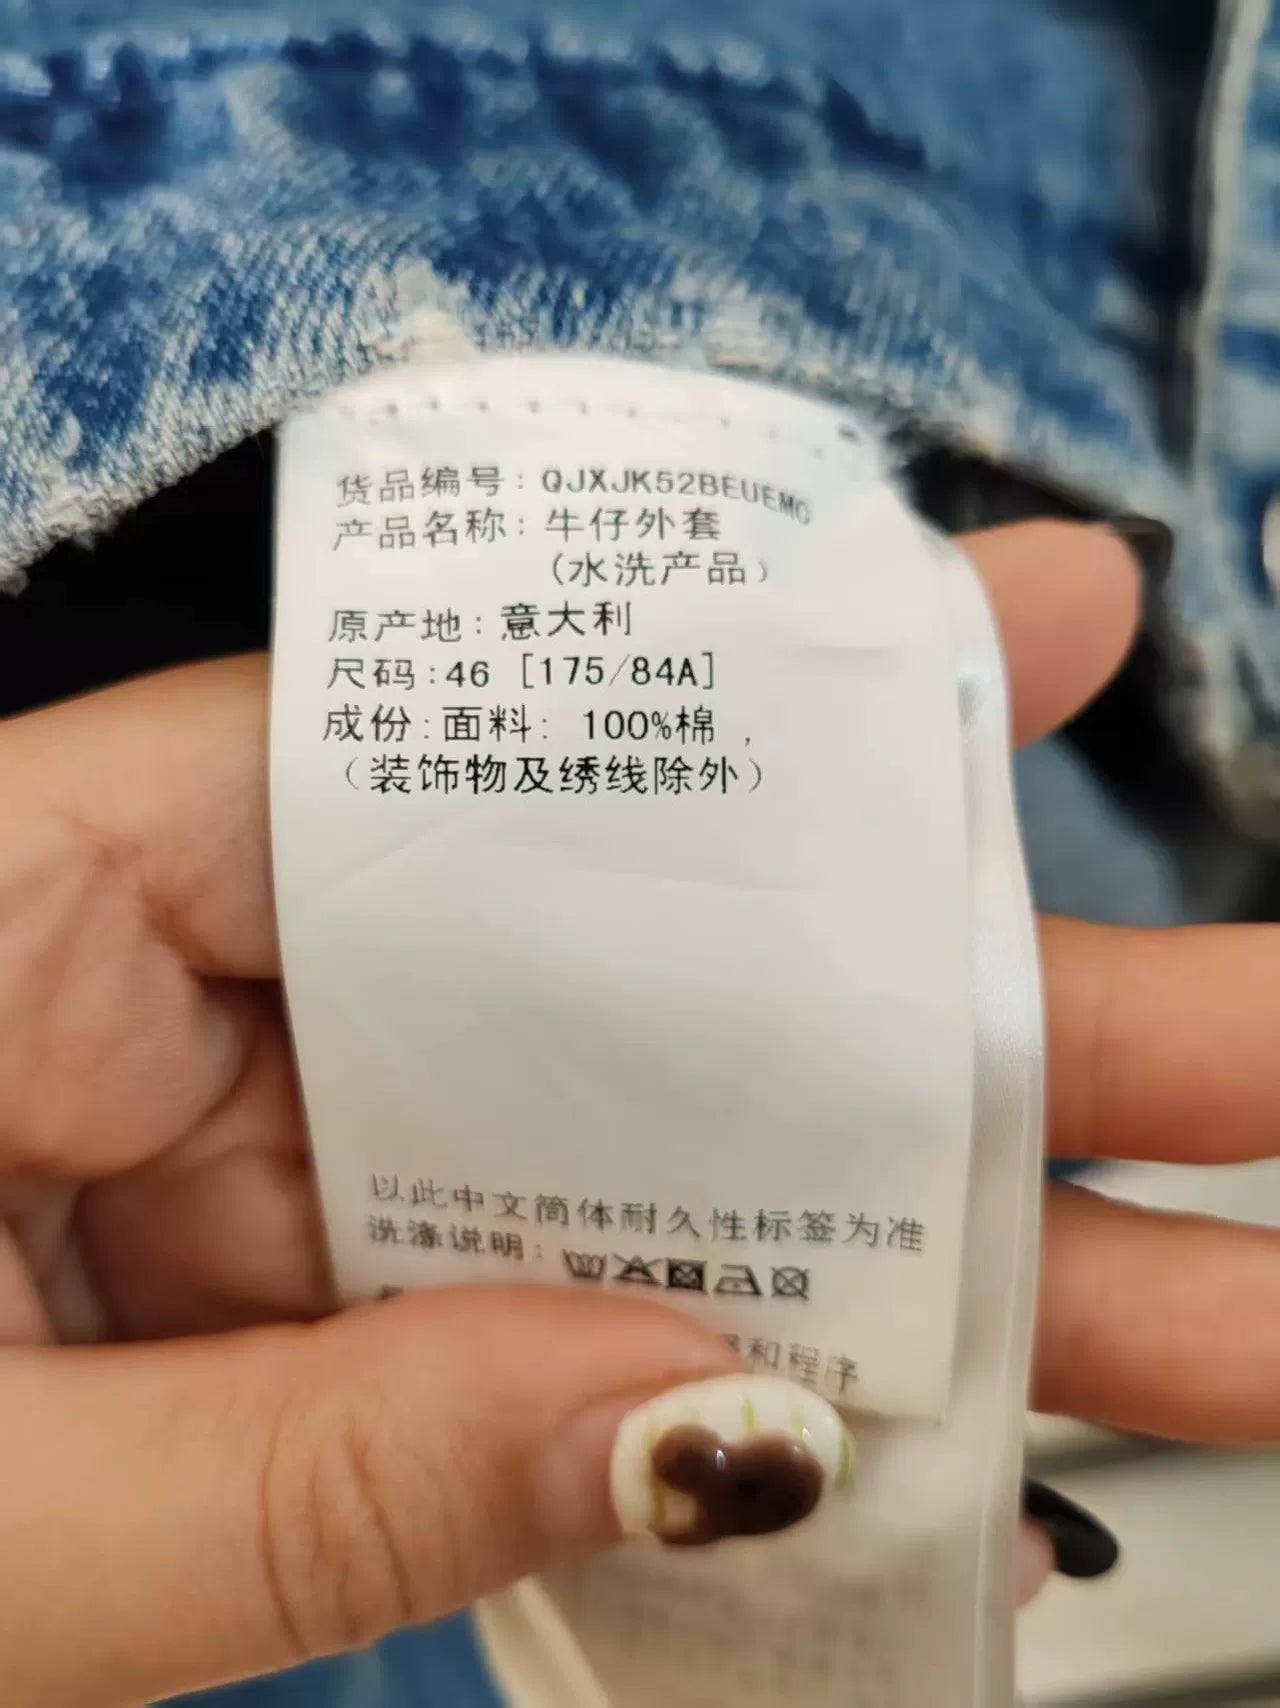 货品编号：QJXJK52BEUEMC
产品名称：牛仔外套
(水洗产品)
原产地：意大利
尺码:46 [175/84A]
成份:面料: 100%棉 ,
（装饰物及绣线除外）
以此中文简体耐久性标签为准
洗涤说明：
和程序